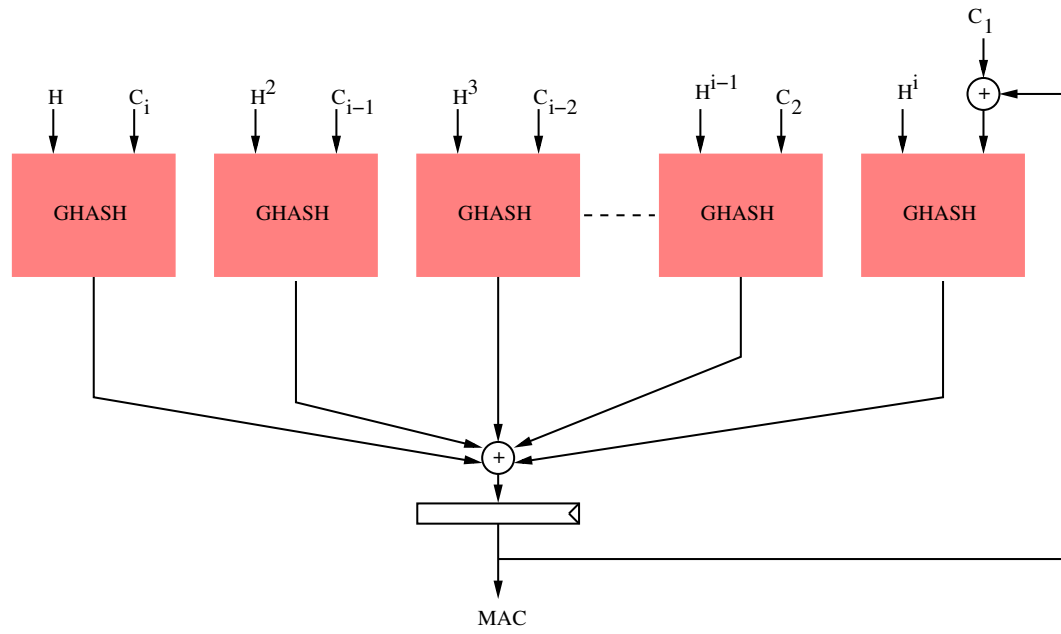 C₁
H Cᵢ H² Cᵢ₋₁ H³ Cᵢ₋₂ Hⁱ⁻¹ C₂ Hⁱ +
GHASH GHASH GHASH GHASH GHASH
+
MAC